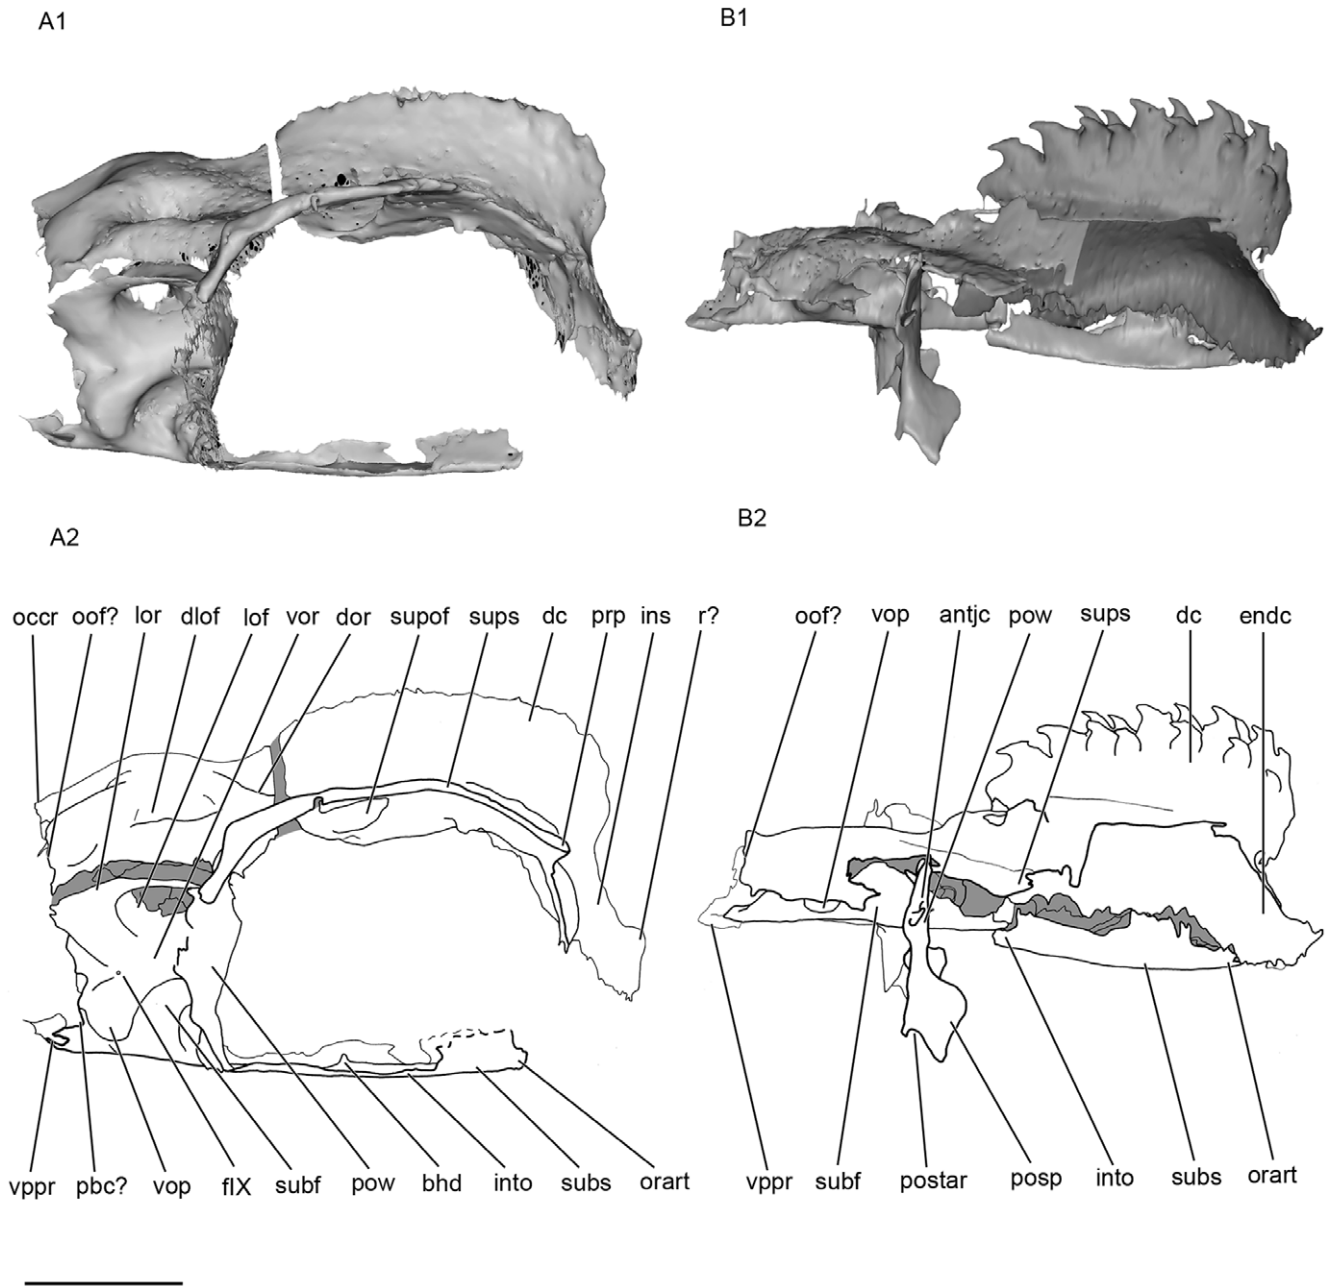 A1
B1
A2
B2
occr oof? lor dlof lof vor dor supof sups dc prp ins r?
oof? vop antjc pow sups dc endc
vppr pbc? vop fIX subf pow bhd into subs orart
vppr subf postar posp into subs orart